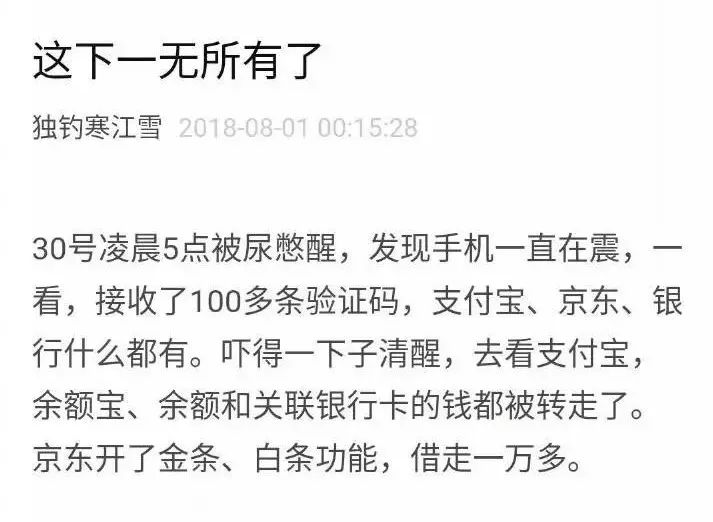 这下一无所有了
独钓寒江雪 2018-08-01 00:15:28
30号凌晨5点被尿憋醒，发现手机一直在震，一
看，接收了100多条验证码，支付宝、京东、银
行什么都有。吓得一下子清醒，去看支付宝，
余额宝、余额和关联银行卡的钱都被转走了。
京东开了金条、白条功能，借走一万多。